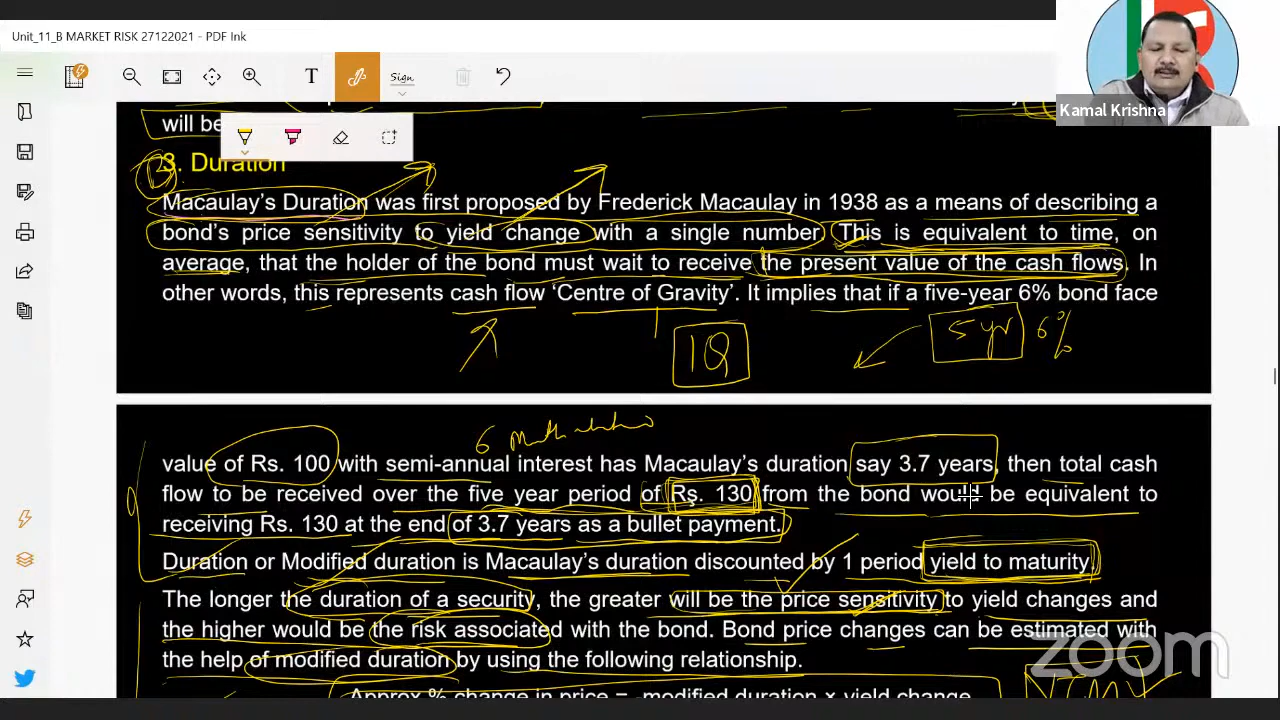 Unit_11_B MARKET RISK 27122021 - PDF Ink
T
Sign
Kamal Krishna
will be
3. Duration
Macaulay's Duration was first proposed by Frederick Macaulay in 1938 as a means of describing a
bond's price sensitivity to yield change with a single number. This is equivalent to time, on
average, that the holder of the bond must wait to receive the present value of the cash flows. In
other words, this represents cash flow 'Centre of Gravity'. It implies that if a five-year 6% bond face
5 yr 6%
value of Rs. 100 with semi-annual interest has Macaulay's duration say 3.7 years, then total cash
flow to be received over the five year period of Rs. 130 from the bond would be equivalent to
receiving Rs. 130 at the end of 3.7 years as a bullet payment.
Duration or Modified duration is Macaulay's duration discounted by 1 period yield to maturity.
The longer the duration of a security, the greater will be the price sensitivity to yield changes and
the higher would be the risk associated with the bond. Bond price changes can be estimated with
the help of modified duration by using the following relationship.
Approx % change in price = - modified duration × yield change
zoom